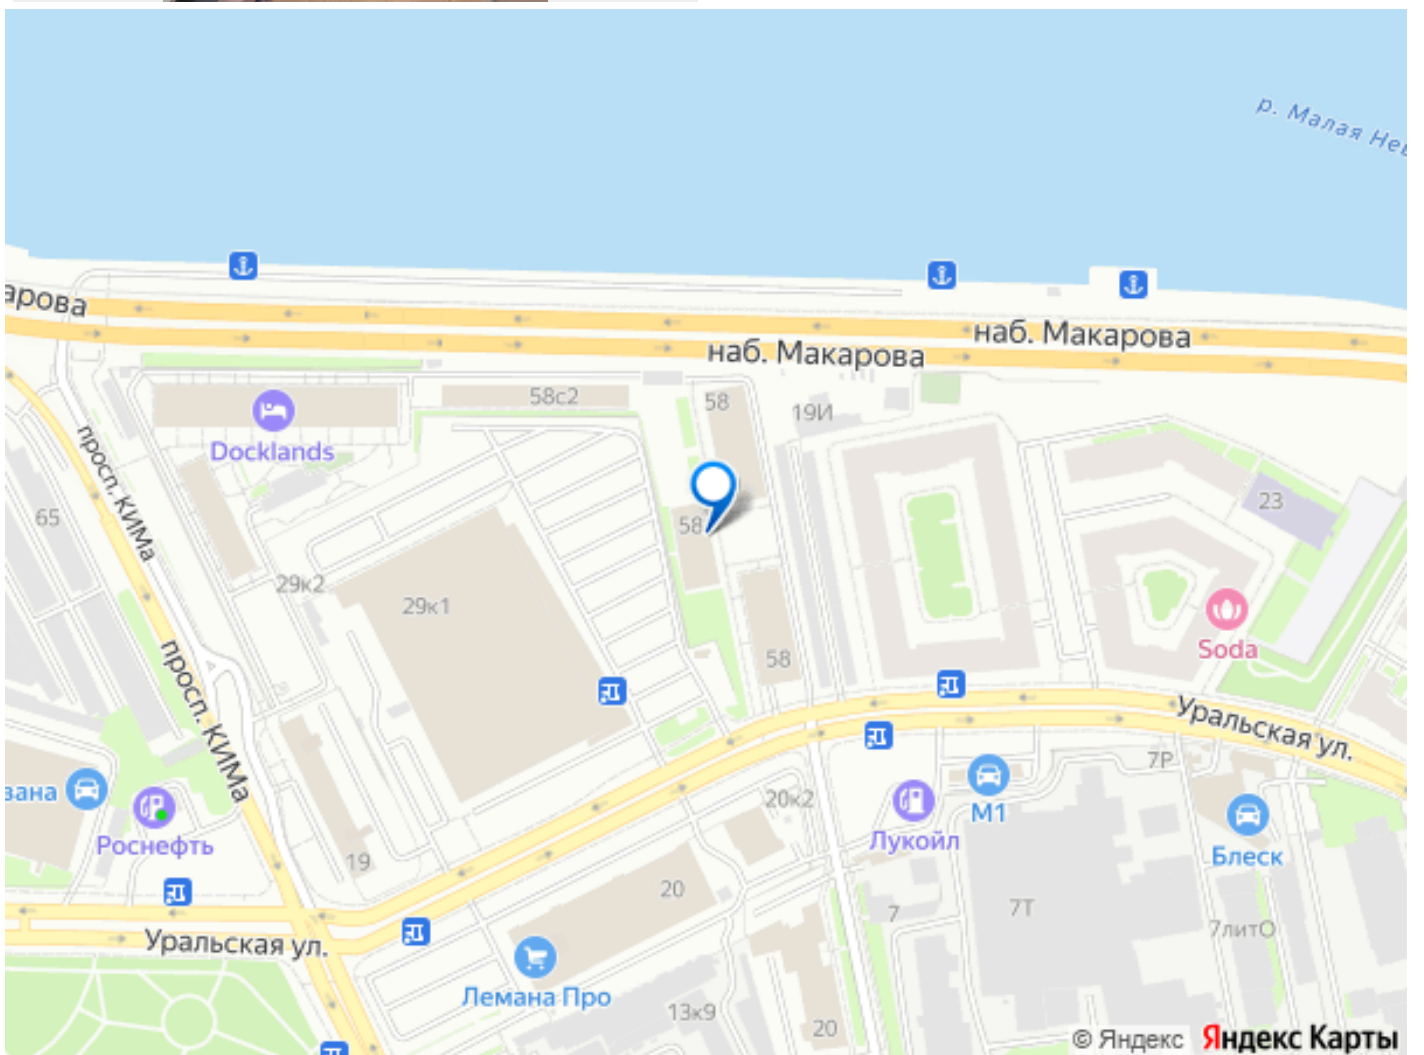 р. Малая Нев
арова
наб. Макарова
наб. Макарова
58с2
58
19И
Docklands
просп. КИМа
65
58
23
29к2
29к1
Soda
58
просп. КИМа
Уральская ул.
7Р
зана
20к2
М1
Роснефть
Лукойл
Блеск
19
20
7
7Т
7литО
Уральская ул.
Лемана Про
13к9
20
© Яндекс Яндекс Карты